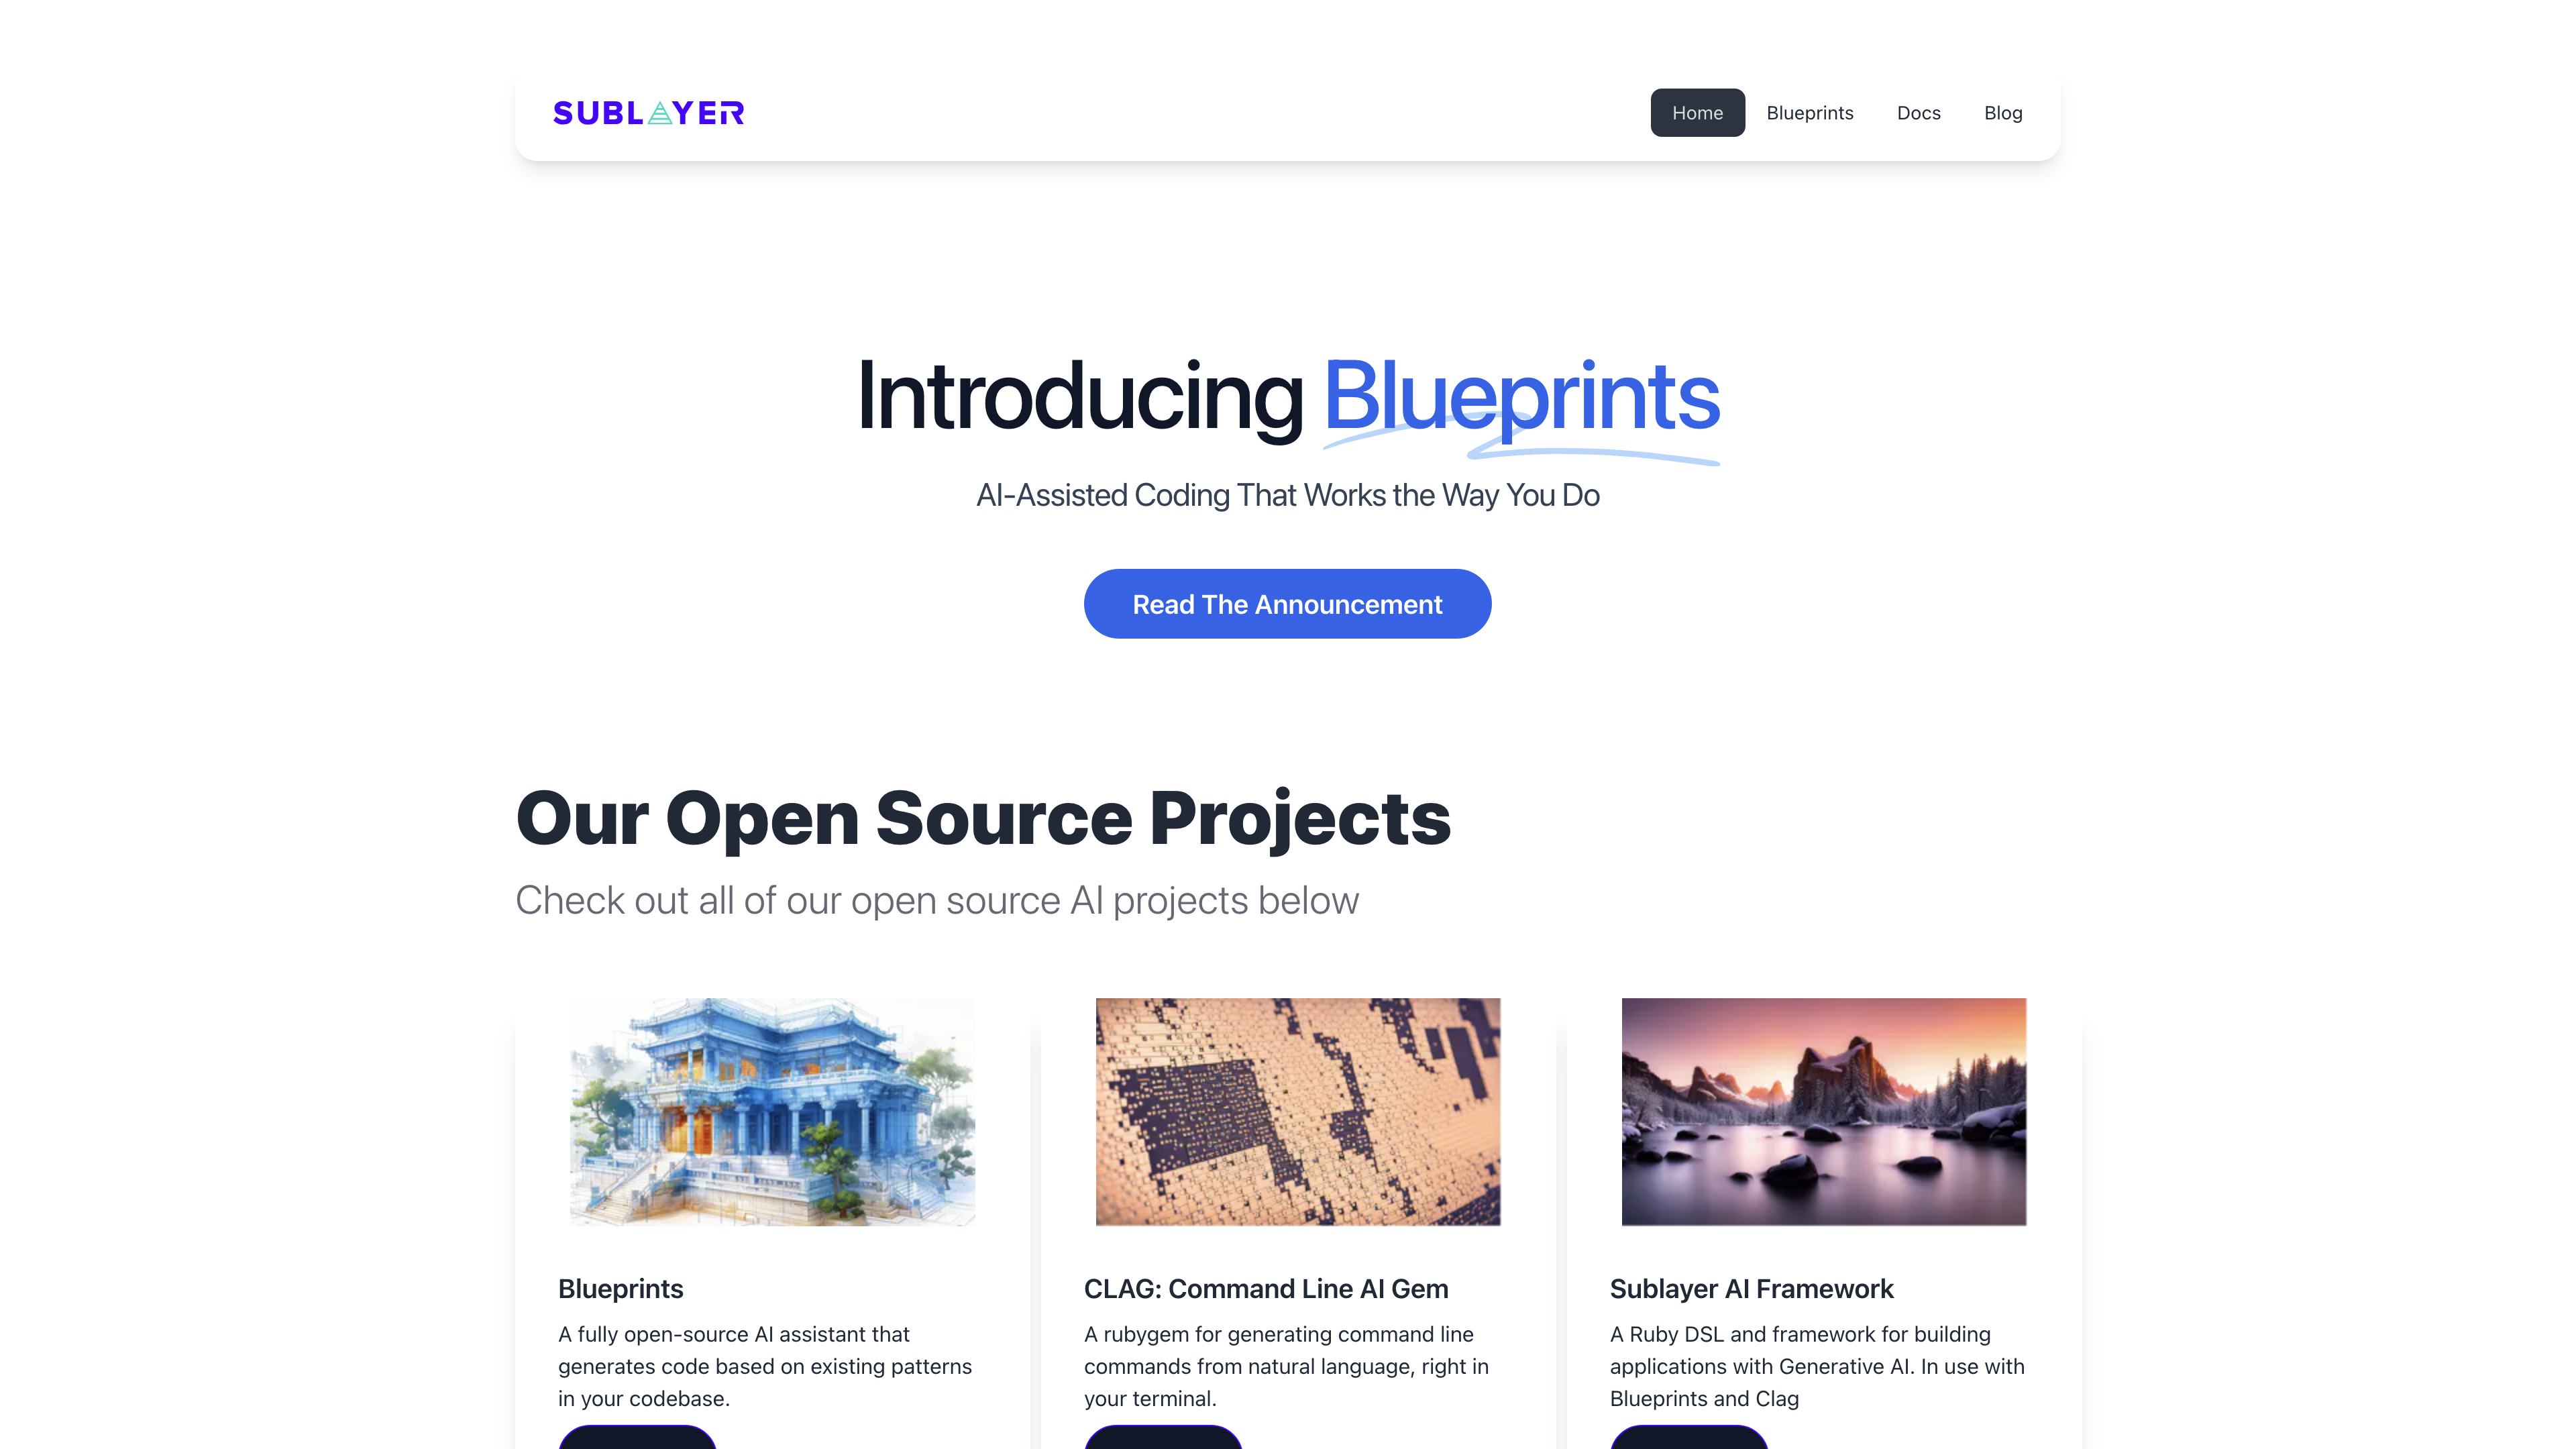 SUBLAYER
Home Blueprints Docs Blog
Introducing Blueprints
AI-Assisted Coding That Works the Way You Do
Read The Announcement
Our Open Source Projects
Check out all of our open source AI projects below
Blueprints
A fully open-source AI assistant that
generates code based on existing patterns
in your codebase.
CLAG: Command Line AI Gem
A rubygem for generating command line
commands from natural language, right in
your terminal.
Sublayer AI Framework
A Ruby DSL and framework for building
applications with Generative AI. In use with
Blueprints and Clag